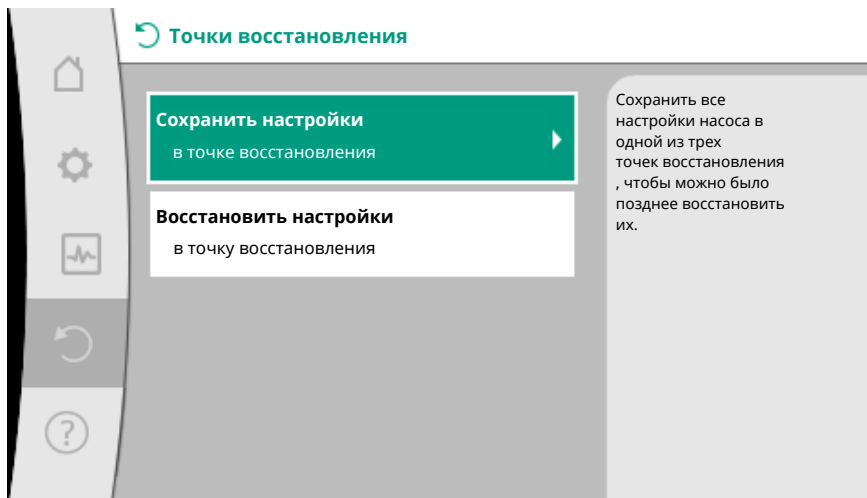 Точки восстановления
Сохранить настройки
в точке восстановления
Восстановить настройки
в точку восстановления
Сохранить все
настройки насоса в
одной из трех
точек восстановления
, чтобы можно было
позднее восстановить
их.
?